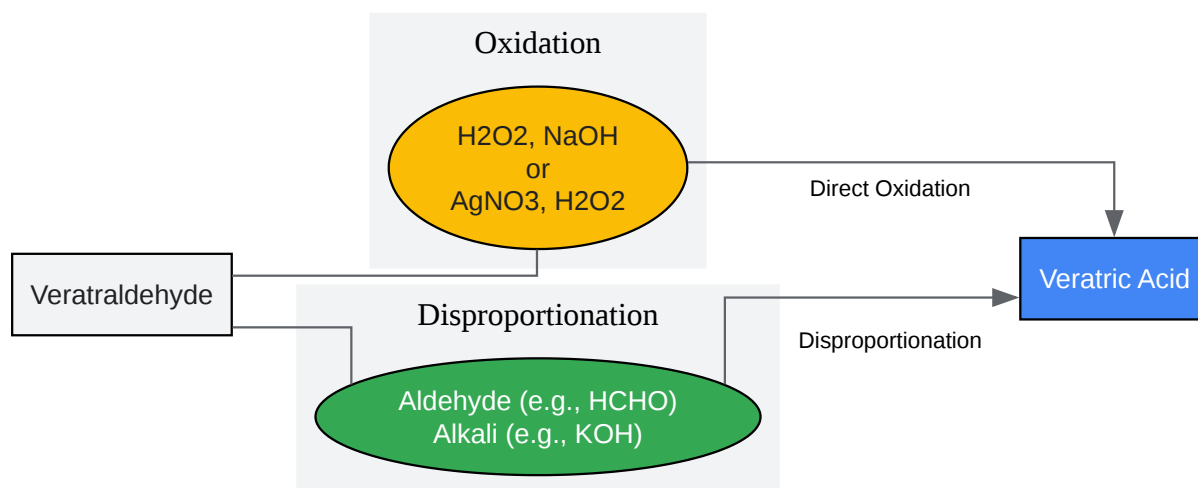 Oxidation
H2O2, NaOH
or
AgNO3, H2O2
Direct Oxidation
Veratraldehyde
Veratric Acid
Disproportionation
Disproportionation
Aldehyde (e.g., HCHO)
Alkali (e.g., KOH)